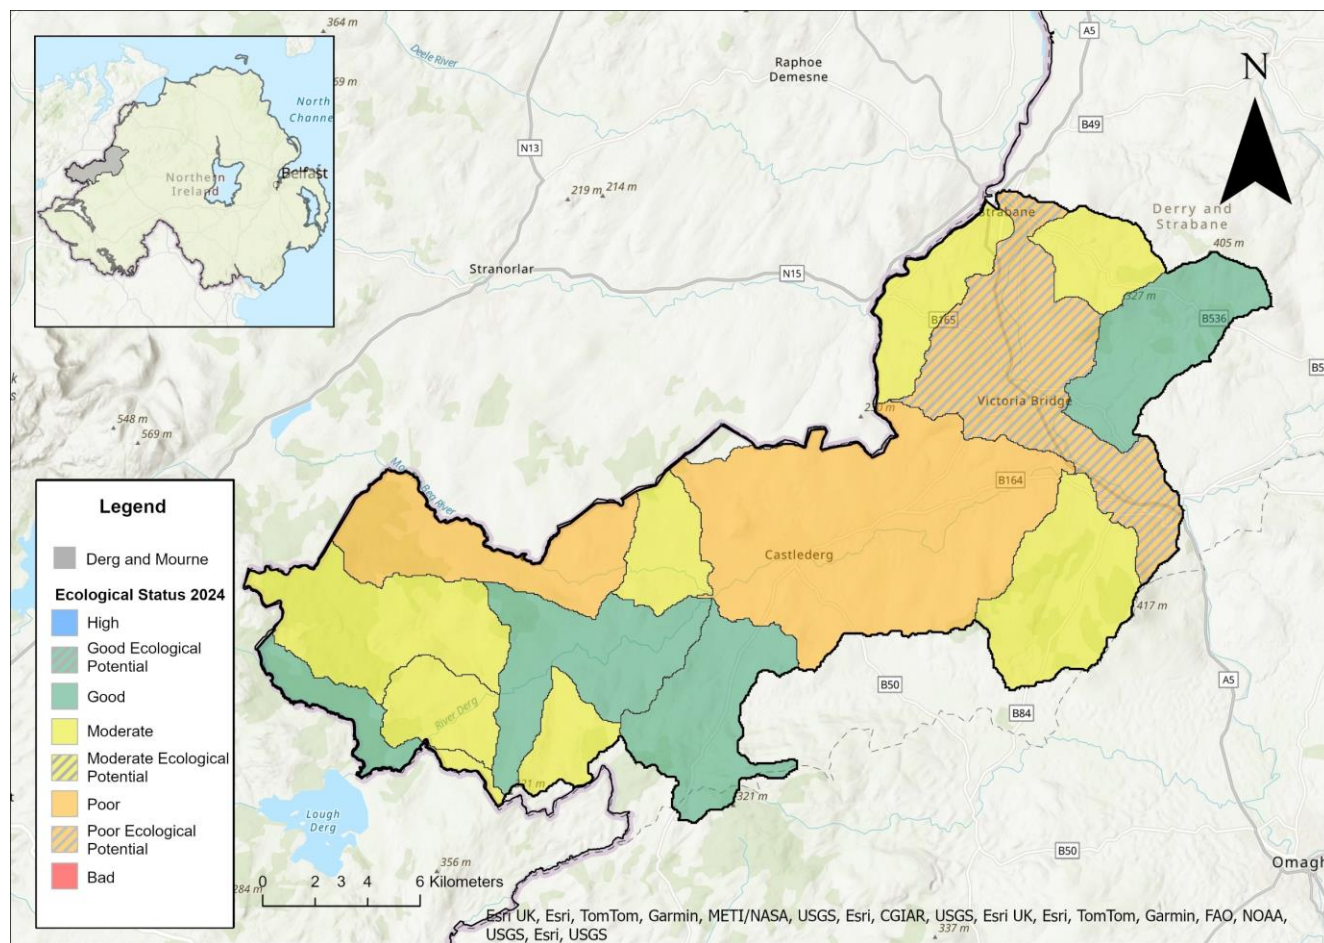 364 m
Deele River
A5
Raphoe
Demesne
B49
North
Channe
N13
Northern
Ireland
Belfast
219 m
214 m
Strabane
Derry and
Strabane
405 m
Stranorlar
N15
327 m
B165
B536
Victoria Bridge
548 m
569 m
B164
Legend
Derg and Mourne
Ecological Status 2024
High
Good Ecological
Potential
Good
Moderate
Moderate Ecological
Potential
Poor
Poor Ecological
Potential
Bad
Castlederg
417 m
B50
A5
B84
River Derg
321 m
Lough
Derg
356 m
B50
Omagh
284 m
0 2 3 4 6 Kilometers
337 m
Esri UK, Esri, TomTom, Garmin, METI/NASA, USGS, Esri, CGIAR, USGS, Esri UK, Esri, TomTom, Garmin, FAO, NOAA,
USGS, Esri, USGS
N